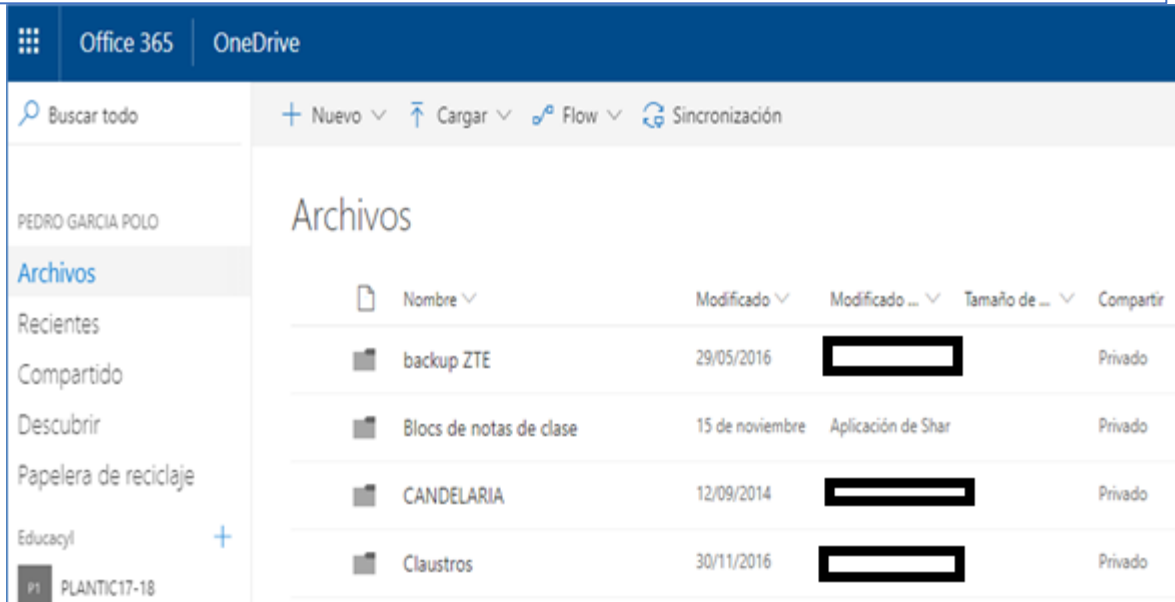 Office 365 OneDrive
Buscar todo
Nuevo Cargar Flow Sincronización
PEDRO GARCIA POLO
Archivos
Recientes
Compartido
Descubrir
Papelera de reciclaje
Educacyl
P1 PLANTIC17-18
Archivos
Nombre Modificado Modificado ... Tamaño de ... Compartir
backup ZTE 29/05/2016 Privado
Blocs de notas de clase 15 de noviembre Aplicación de Shar Privado
CANDELARIA 12/09/2014 Privado
Claustros 30/11/2016 Privado